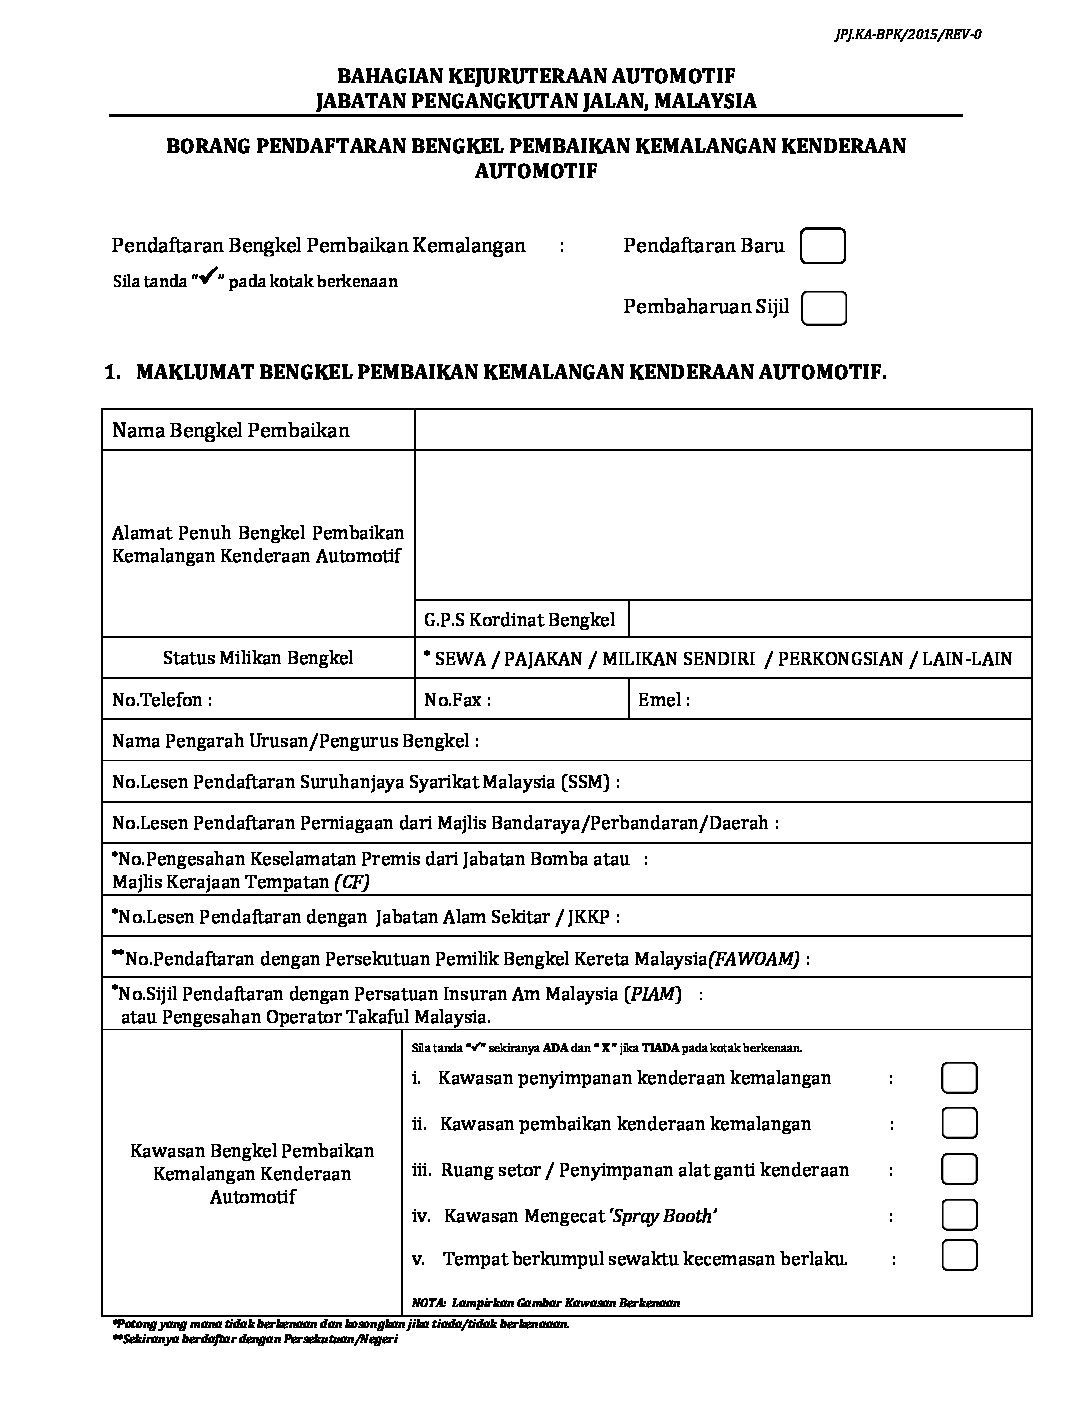 JPJ.KA-BPK/2015/REV-0
BAHAGIAN KEJURUTERAAN AUTOMOTIF
JABATAN PENGANGKUTAN JALAN, MALAYSIA
BORANG PENDAFTARAN BENGKEL PEMBAIKAN KEMALANGAN KENDERAAN
AUTOMOTIF
Pendaftaran Bengkel Pembaikan Kemalangan : Pendaftaran Baru
Sila tanda "✓" pada kotak berkenaan
Pembaharuan Sijil
1. MAKLUMAT BENGKEL PEMBAIKAN KEMALANGAN KENDERAAN AUTOMOTIF.
Nama Bengkel Pembaikan
Alamat Penuh Bengkel Pembaikan
Kemalangan Kenderaan Automotif
G.P.S Kordinat Bengkel
Status Milikan Bengkel * SEWA / PAJAKAN / MILIKAN SENDIRI / PERKONGSIAN / LAIN-LAIN
No.Telefon : No.Fax : Emel :
Nama Pengarah Urusan/Pengurus Bengkel :
No.Lesen Pendaftaran Suruhanjaya Syarikat Malaysia (SSM) :
No.Lesen Pendaftaran Perniagaan dari Majlis Bandaraya/Perbandaran/Daerah :
*No.Pengesahan Keselamatan Premis dari Jabatan Bomba atau :
Majlis Kerajaan Tempatan (CF)
*No.Lesen Pendaftaran dengan Jabatan Alam Sekitar / JKKP :
**No.Pendaftaran dengan Persekutuan Pemilik Bengkel Kereta Malaysia(FAWOAM) :
*No.Sijil Pendaftaran dengan Persatuan Insuran Am Malaysia (PIAM) :
atau Pengesahan Operator Takaful Malaysia.
Kawasan Bengkel Pembaikan
Kemalangan Kenderaan
Automotif
Sila tanda "✓" sekiranya ADA dan " X " jika TIADA pada kotak berkenaan.
i. Kawasan penyimpanan kenderaan kemalangan :
ii. Kawasan pembaikan kenderaan kemalangan :
iii. Ruang setor / Penyimpanan alat ganti kenderaan :
iv. Kawasan Mengecat 'Spray Booth' :
v. Tempat berkumpul sewaktu kecemasan berlaku. :
NOTA: Lampirkan Gambar Kawasan Berkenaan
*Potong yang mana tidak berkenaan dan kosongkan jika tiada/tidak berkenaaan.
**Sekiranya berdaftar dengan Persekutuan/Negeri